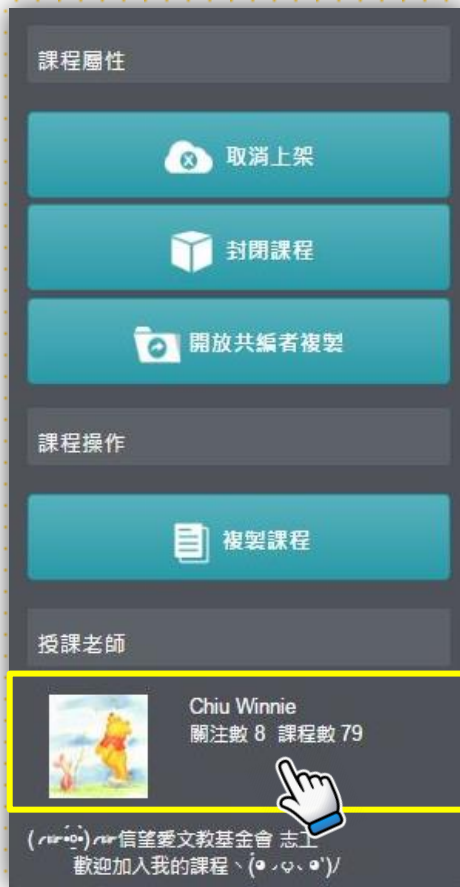 課程屬性
取消上架
封閉課程
開放共編者複製
課程操作
複製課程
授課老師
Chiu Winnie
關注數 8 課程數 79
信望愛文教基金會 志工
歡迎加入我的課程